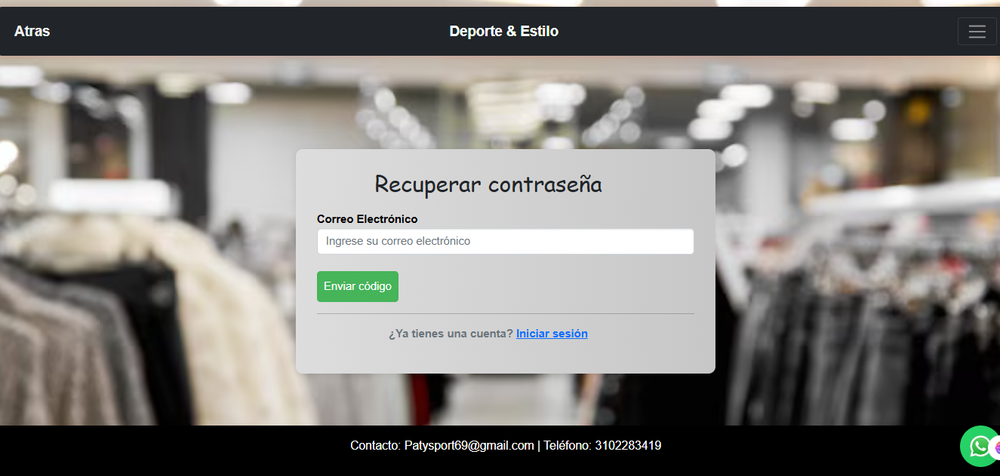 Atras
Deporte & Estilo
Recuperar contraseña
Correo Electrónico
Ingrese su correo electrónico
Enviar código
¿Ya tienes una cuenta? Iniciar sesión
Contacto: Patysport69@gmail.com | Teléfono: 3102283419